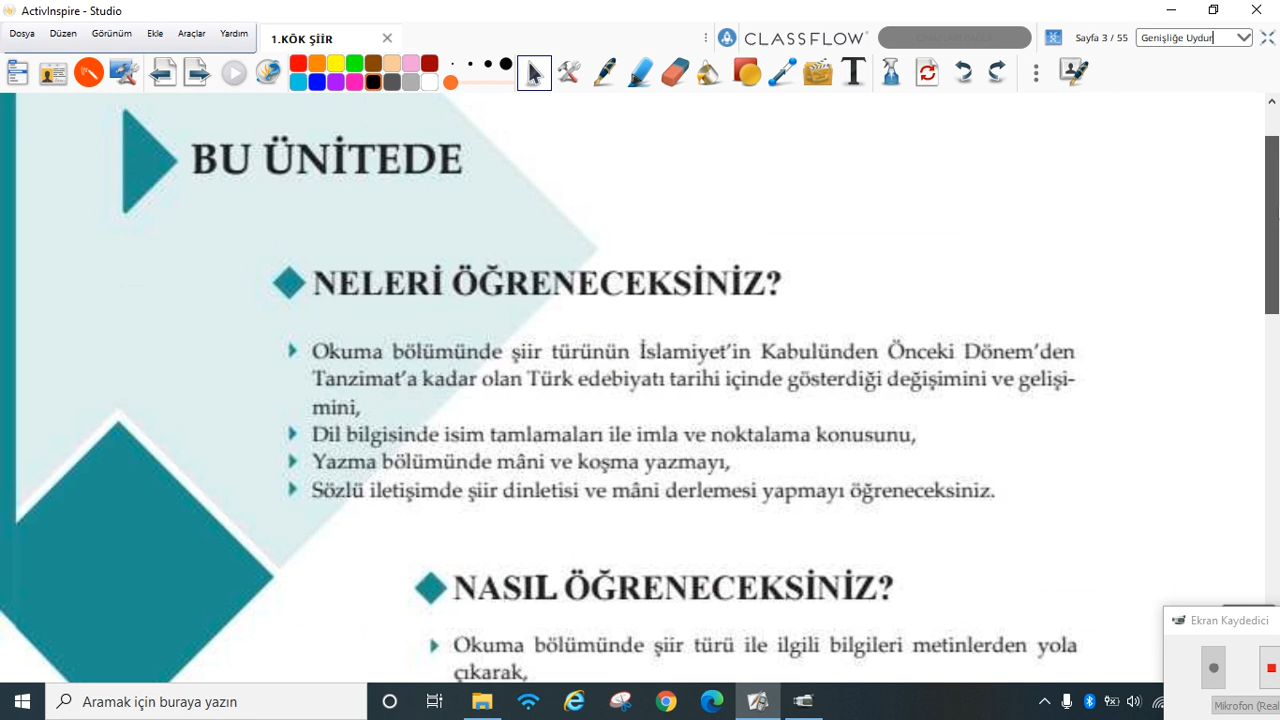 ActivInspire - Studio
Dosya Düzen Görünüm Ekle Araçlar Yardım
1.KÖK ŞİİR
CLASSFLOW
Sayfa 3 / 55
Genişliğe Uydur
BU ÜNİTEDE
NELERİ ÖĞRENECEKSİNİZ?
Okuma bölümünde şiir türünün İslamiyet'in Kabulünden Önceki Dönem'den
Tanzimat'a kadar olan Türk edebiyatı tarihi içinde gösterdiği değişimini ve gelişi-
mini,
Dil bilgisinde isim tamlamaları ile imla ve noktalama konusunu,
Yazma bölümünde mâni ve koşma yazmayı,
Sözlü iletişimde şiir dinletisi ve mâni derlemesi yapmayı öğreneceksiniz.
NASIL ÖĞRENECEKSİNİZ?
Okuma bölümünde şiir türü ile ilgili bilgileri metinlerden yola
çıkarak,
Ekran Kaydedici
Mikrofon (Real
Aramak için buraya yazın